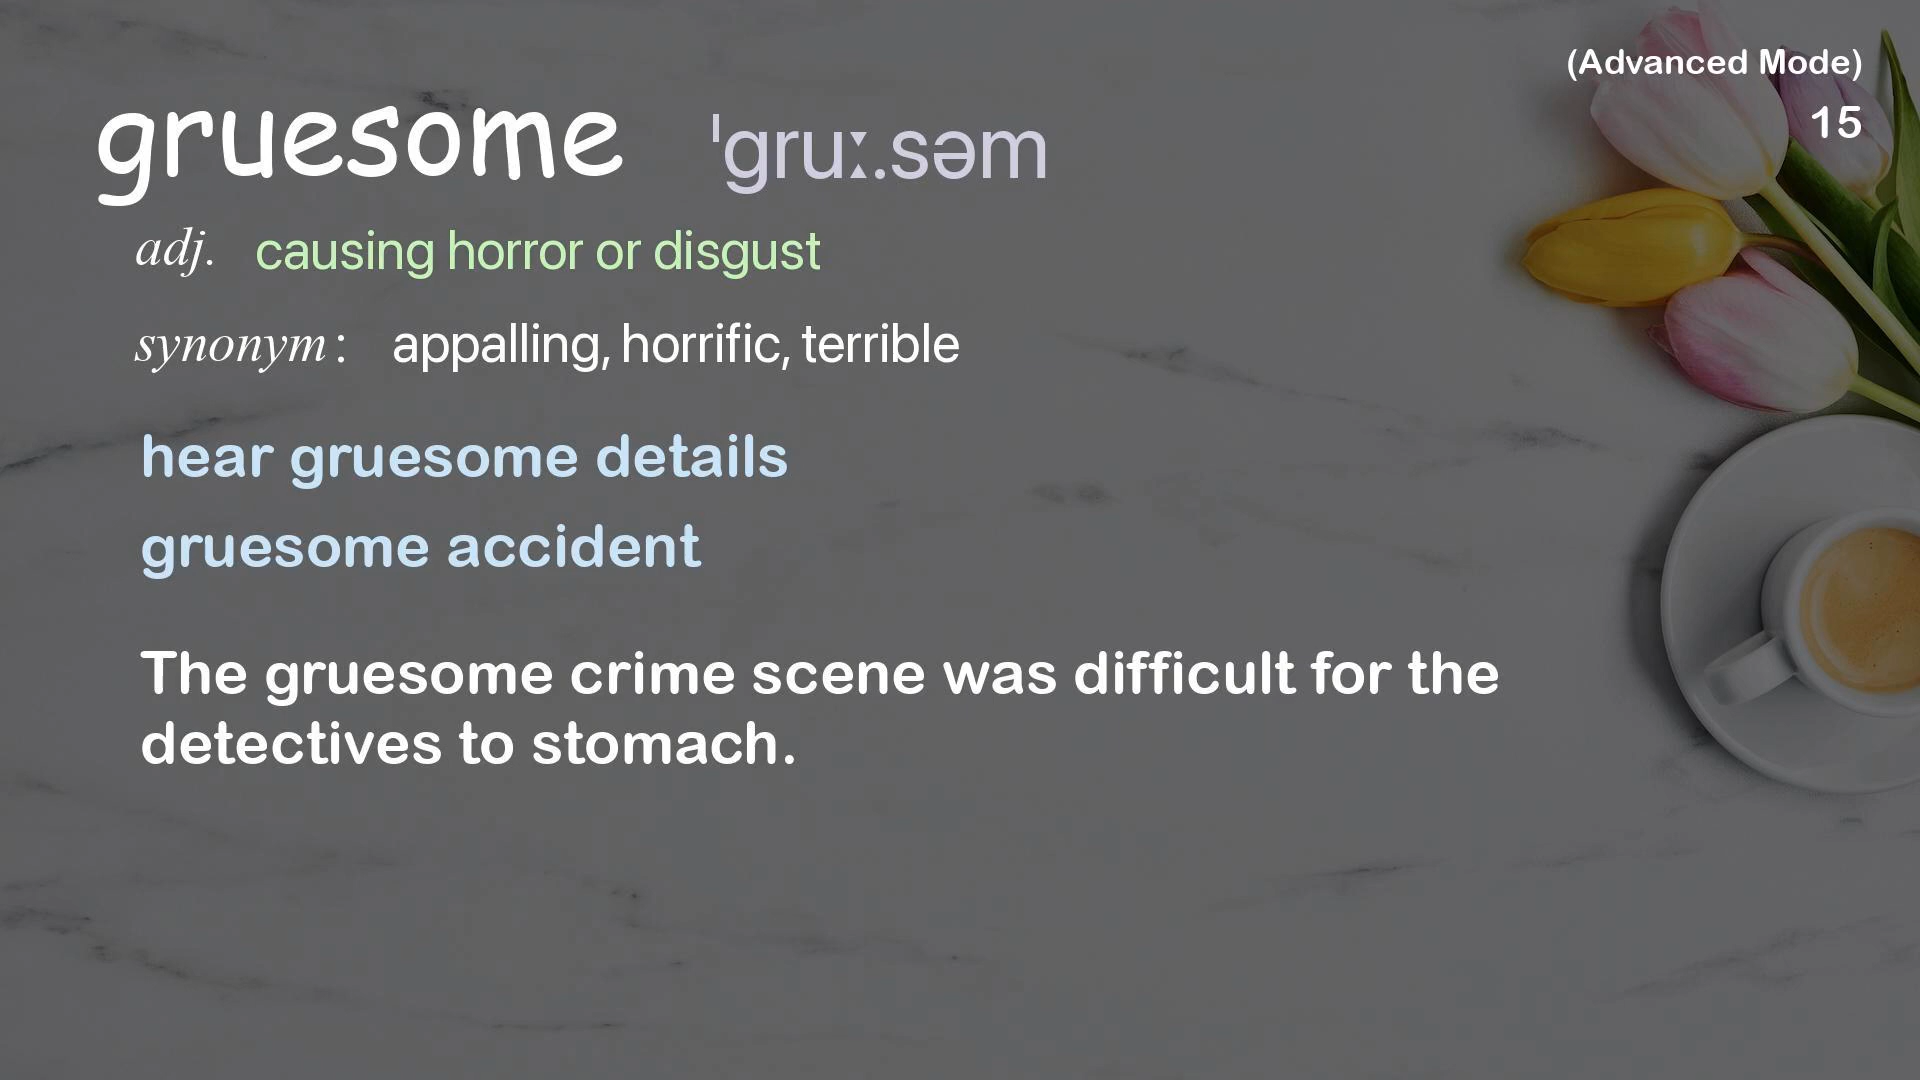 (Advanced Mode)
15
gruesome ˈɡruː.səm
adj. causing horror or disgust
synonym : appalling, horrific, terrible
hear gruesome details
gruesome accident
The gruesome crime scene was difficult for the
detectives to stomach.